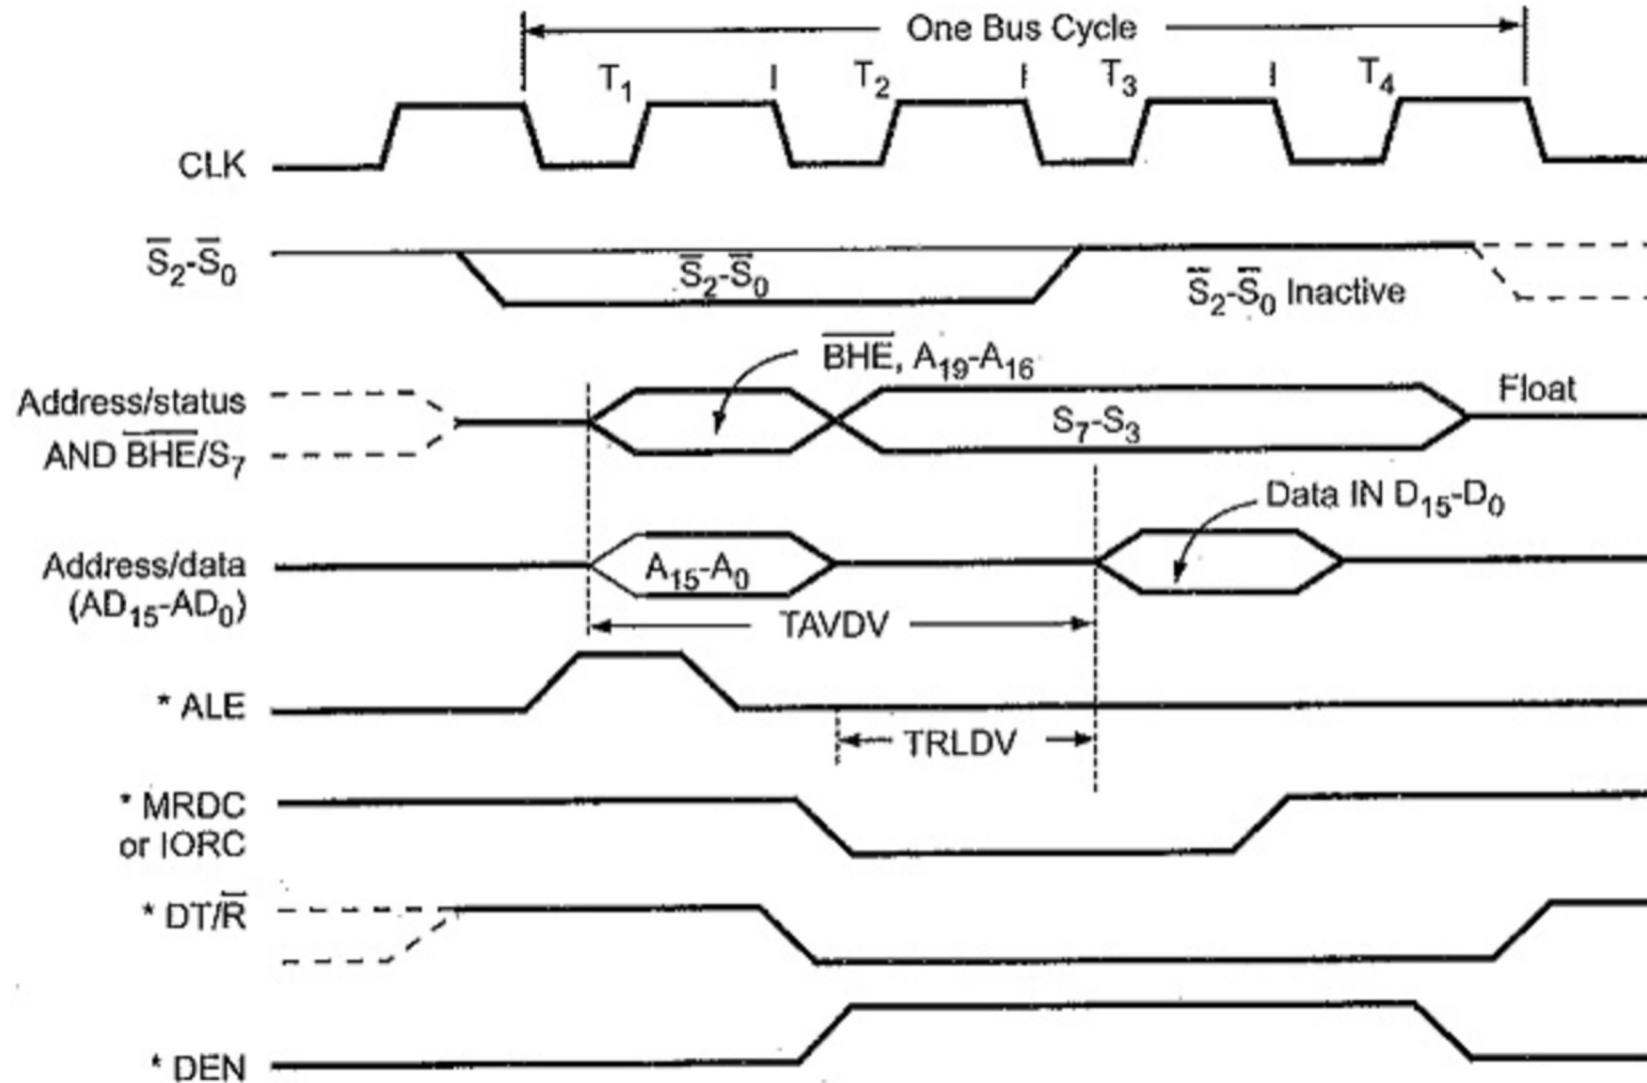 One Bus Cycle
T1 T2 T3 T4
CLK
S̅2-S̅0
S̅2-S̅0
S̅2-S̅0 Inactive
B̅H̅E̅, A19-A16
Address/status
AND B̅H̅E̅/S7
S7-S3
Float
Data IN D15-D0
Address/data
(AD15-AD0)
A15-A0
TAVDV
* ALE
TRLDV
* MRDC
or IORC
* DT/R̅
* DEN